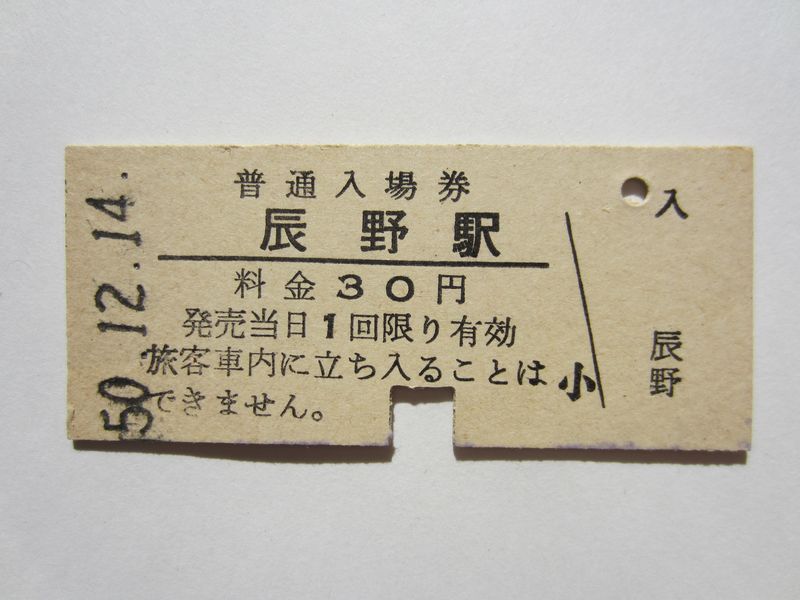 50.12.14.
普通入場券
辰野駅
料金30円
発売当日1回限り有効
旅客車内に立ち入ることは
できません。
小
入
辰野